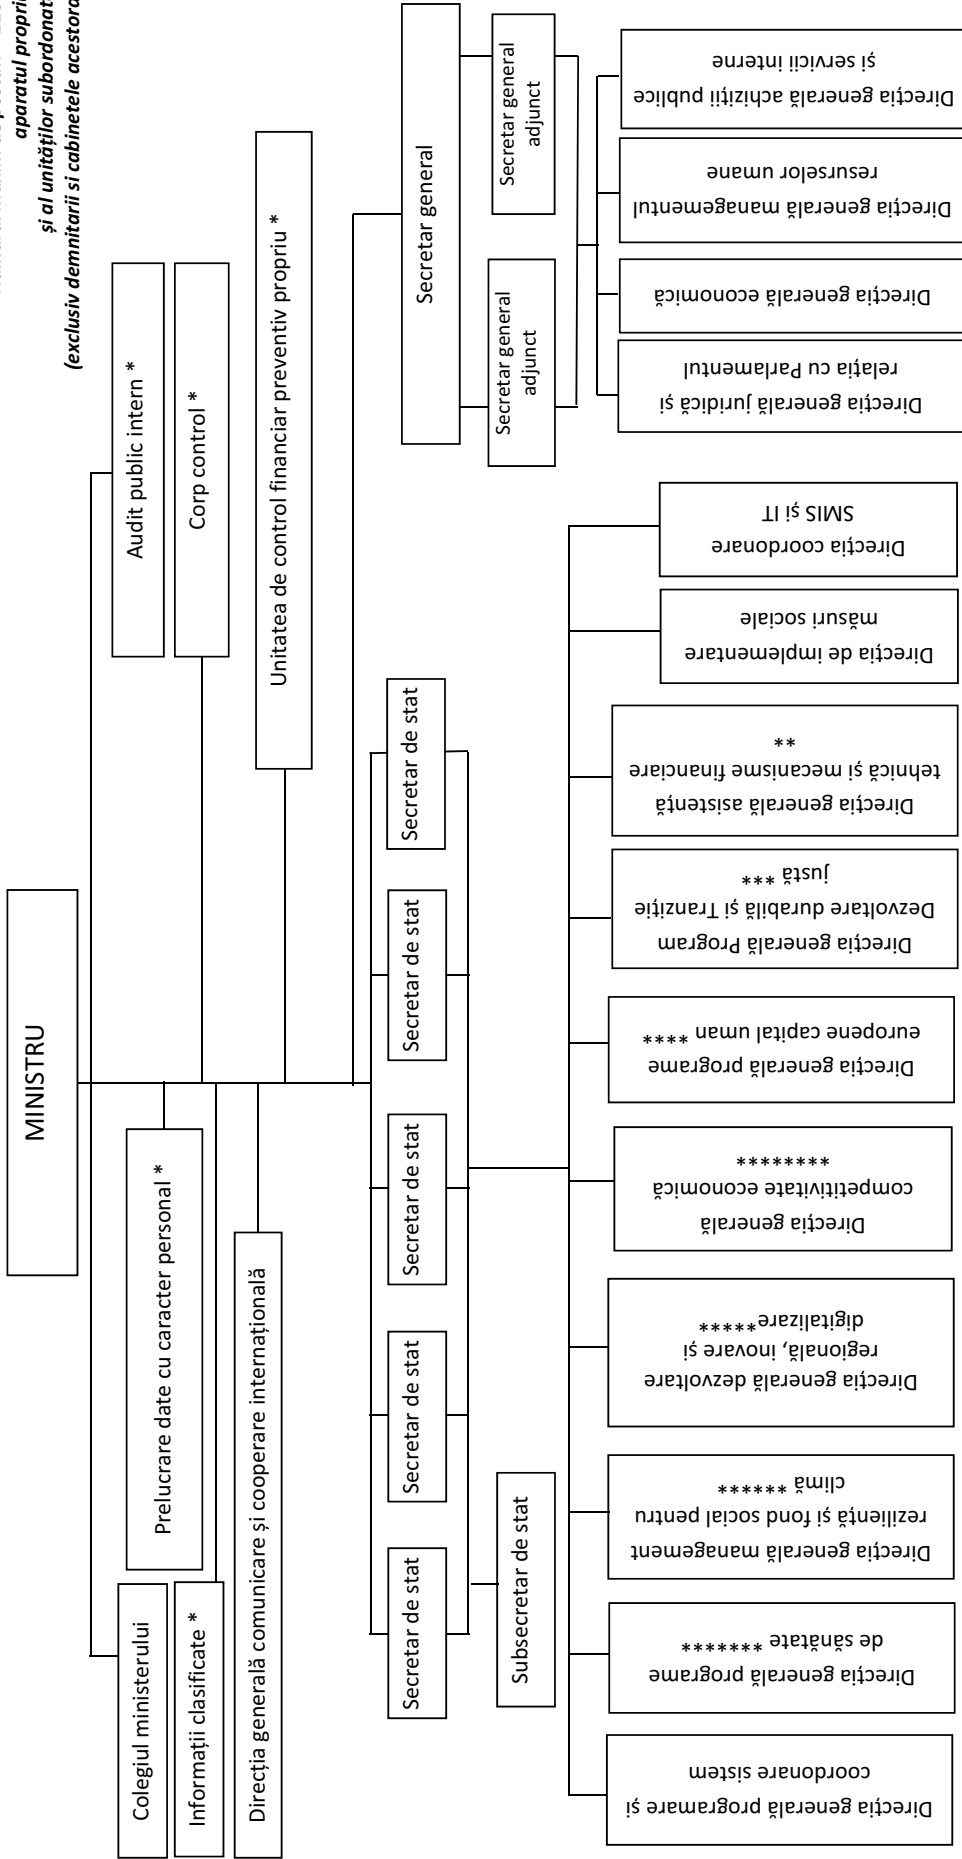 aparatul propriu
și al unităților subordonate
(exclusiv demnitarii si cabinetele acestora)
MINISTRU
Colegiul ministerului
Audit public intern *
Prelucrare date cu caracter personal *
Informații clasificate *
Corp control *
Direcția generală comunicare și cooperare internațională
Unitatea de control financiar preventiv propriu *
Secretar de stat
Secretar de stat
Secretar de stat
Secretar de stat
Secretar de stat
Secretar general
Subsecretar de stat
Secretar general
adjunct
Secretar general
adjunct
Direcția generală programare și
coordonare sistem
Direcția generală programe
de sănătate *******
Direcția generală management
reziliență și fond social pentru
climă ******
Direcția generală dezvoltare
regională, inovare și
digitalizare*****
Direcția generală
competitivitate economică
********
Direcția generală programe
europene capital uman ****
Direcția generală Program
Dezvoltare durabilă și Tranziție
justă ***
Direcția generală asistență
tehnică și mecanisme financiare
**
Direcția de implementare
măsuri sociale
Direcția coordonare
SMIS și IT
Direcția generală juridică și
relația cu Parlamentul
Direcția generală economică
Direcția generală managementul
resurselor umane
Direcția generală achiziții publice
și servicii interne